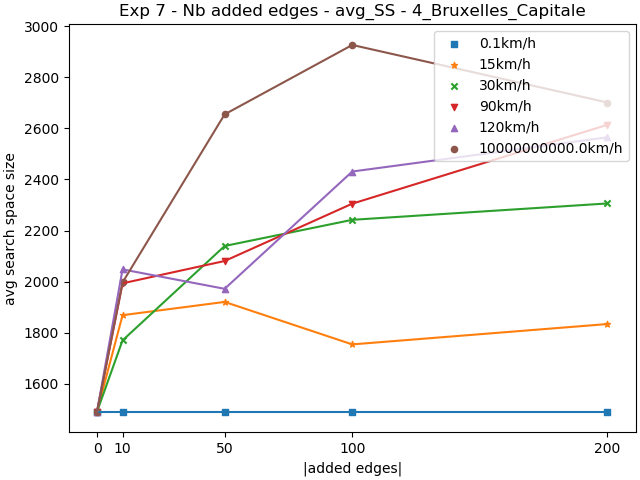 Exp 7 - Nb added edges - avg_SS - 4_Bruxelles_Capitale
3000
2800
2600
2400
2200
2000
1800
1600
avg search space size
0.1km/h
15km/h
30km/h
90km/h
120km/h
10000000000.0km/h
0 10 50 100 200
|added edges|